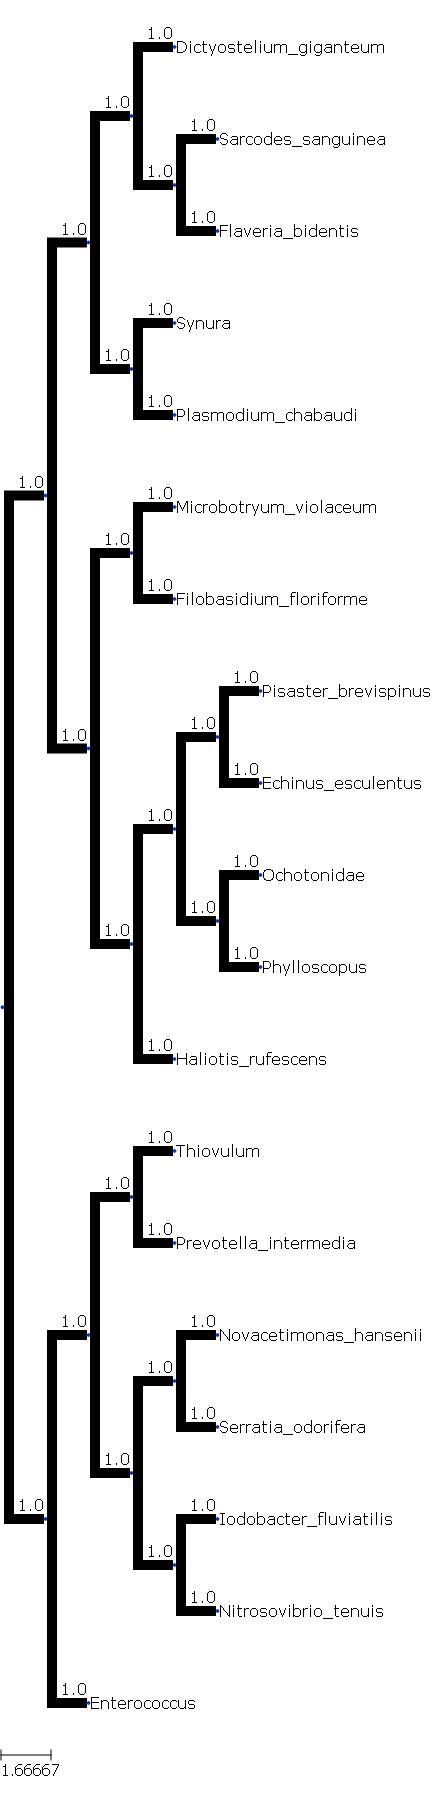 1.0
Dictyostelium_giganteum
1.0
1.0
Sarcodes_sanguinea
1.0
1.0
Flaveria_bidentis
1.0
1.0
Synura
1.0
1.0
Plasmodium_chabaudi
1.0
1.0
Microbotryum_violaceum
1.0
1.0
Filobasidium_floriforme
1.0
Pisaster_brevispinus
1.0
1.0
1.0
Echinus_esculentus
1.0
1.0
Ochotonidae
1.0
1.0
Phylloscopus
1.0
1.0
Haliotis_rufescens
1.0
Thiovulum
1.0
1.0
Prevotella_intermedia
1.0
1.0
Novacetimonas_hansenii
1.0
1.0
Serratia_odorifera
1.0
1.0
1.0
Iodobacter_fluviatilis
1.0
1.0
Nitrosovibrio_tenuis
1.0
Enterococcus
1.66667